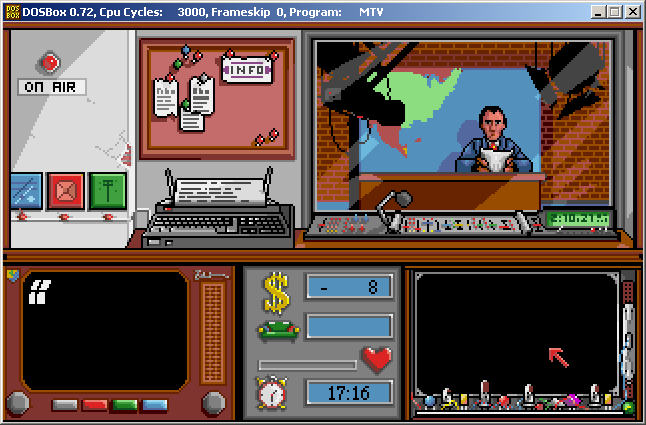 DOSBox 0.72, Cpu Cycles: 3000, Frameskip 0, Program: MTV
INFO
ON AIR
- 8
17:16